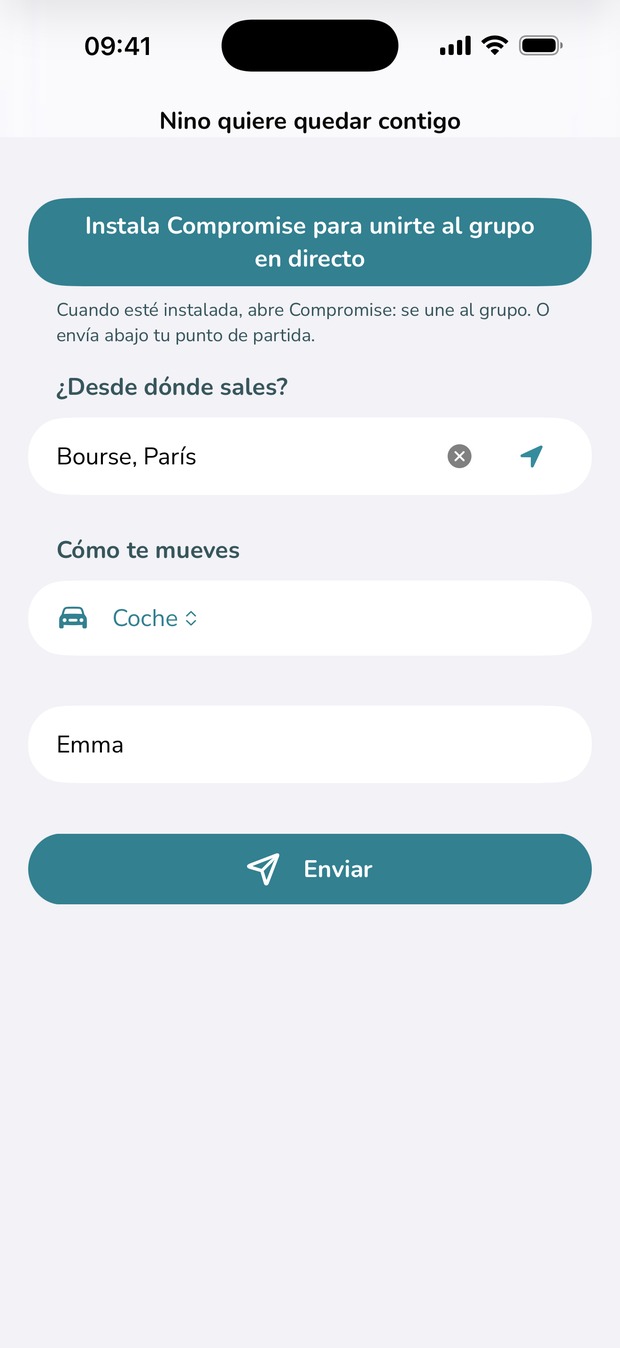 09:41
Nino quiere quedar contigo
Instala Compromise para unirte al grupo
en directo
Cuando esté instalada, abre Compromise: se une al grupo. O
envía abajo tu punto de partida.
¿Desde dónde sales?
Bourse, París
Cómo te mueves
Coche
Emma
Enviar